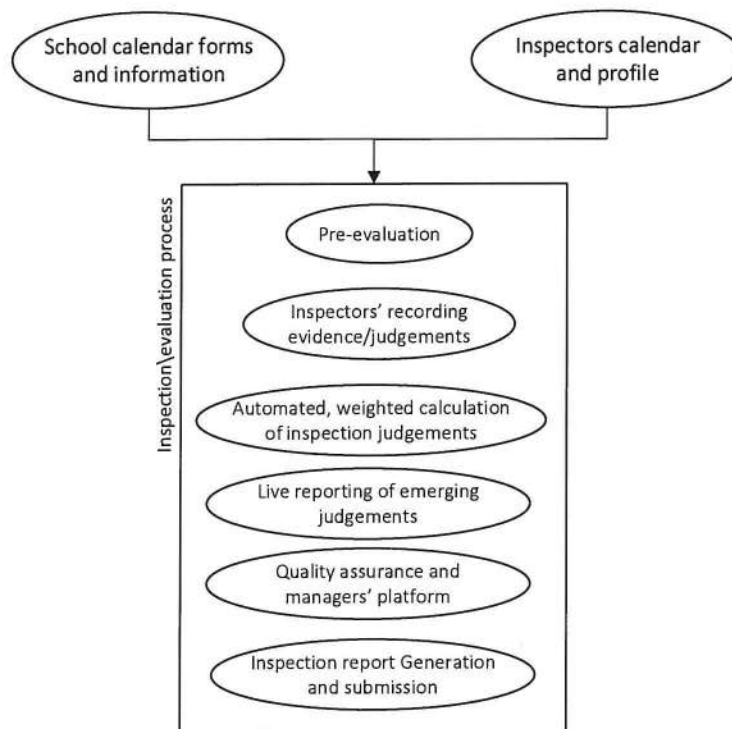 School calendar forms
and information
Inspectors calendar
and profile
Inspection\evaluation process
Pre-evaluation
Inspectors' recording
evidence/judgements
Automated, weighted calculation
of inspection judgements
Live reporting of emerging
judgements
Quality assurance and
managers' platform
Inspection report Generation
and submission